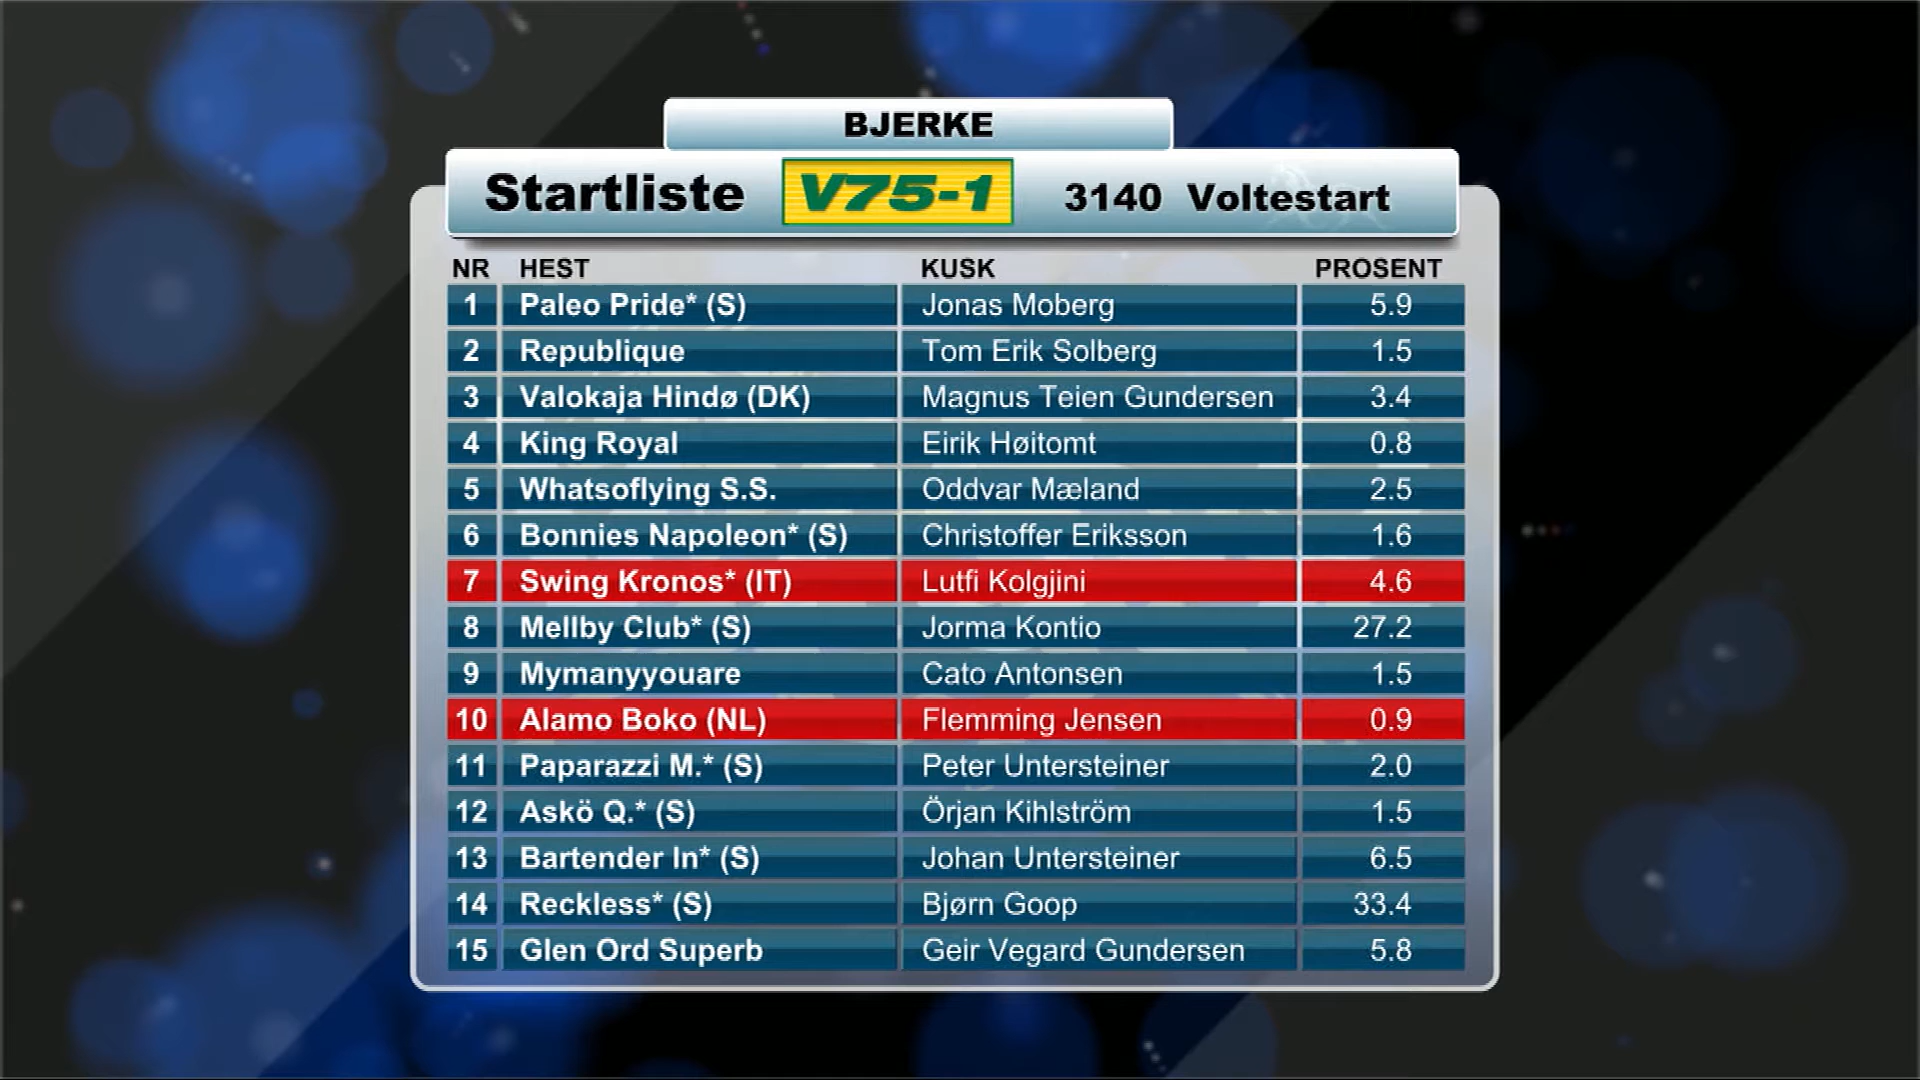 BJERKE
Startliste V75-1 3140 Voltestart
NR HEST KUSK PROSENT
1 Paleo Pride* (S) Jonas Moberg 5.9
2 Republique Tom Erik Solberg 1.5
3 Valokaja Hindø (DK) Magnus Teien Gundersen 3.4
4 King Royal Eirik Høitomt 0.8
5 Whatsoflying S.S. Oddvar Mæland 2.5
6 Bonnies Napoleon* (S) Christoffer Eriksson 1.6
7 Swing Kronos* (IT) Lutfi Kolgjini 4.6
8 Mellby Club* (S) Jorma Kontio 27.2
9 Mymanyyouare Cato Antonsen 1.5
10 Alamo Boko (NL) Flemming Jensen 0.9
11 Paparazzi M.* (S) Peter Untersteiner 2.0
12 Askö Q.* (S) Örjan Kihlström 1.5
13 Bartender In* (S) Johan Untersteiner 6.5
14 Reckless* (S) Bjørn Goop 33.4
15 Glen Ord Superb Geir Vegard Gundersen 5.8